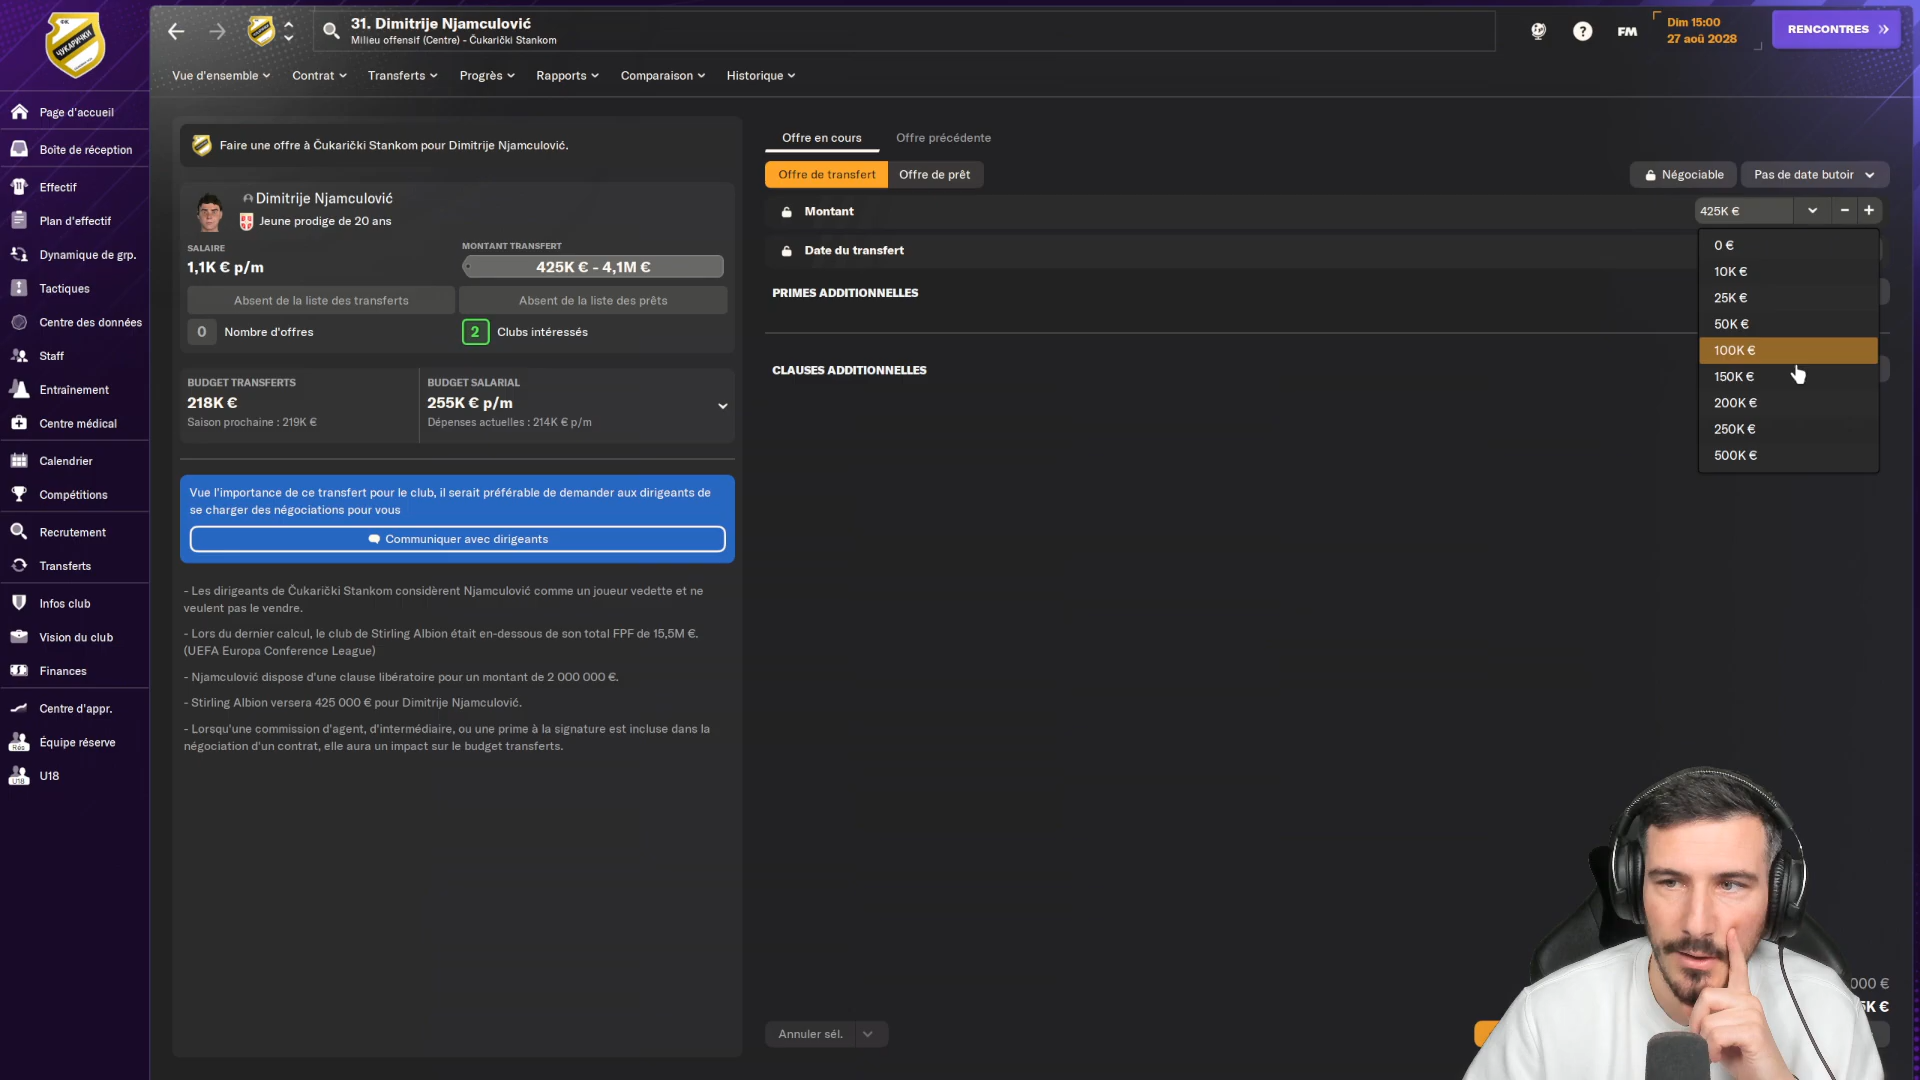 31. Dimitrije Njamculović
Milieu offensif (Centre) - Čukarički Stankom
FM
Dim 15:00
27 aoû 2028
RENCONTRES
Vue d'ensemble
Contrat
Transferts
Progrès
Rapports
Comparaison
Historique
ФК
ЧУКАРИЧКИ
Page d'accueil
Boîte de réception
Effectif
Plan d'effectif
Dynamique de grp.
Tactiques
Centre des données
Staff
Entraînement
Centre médical
Calendrier
Compétitions
Recrutement
Transferts
Infos club
Vision du club
Finances
Centre d'appr.
Équipe réserve
U18
Faire une offre à Čukarički Stankom pour Dimitrije Njamculović.
Dimitrije Njamculović
Jeune prodige de 20 ans
SALAIRE
1,1K € p/m
MONTANT TRANSFERT
425K € - 4,1M €
Absent de la liste des transferts
Absent de la liste des prêts
0 Nombre d'offres
2 Clubs intéressés
BUDGET TRANSFERTS
218K €
Saison prochaine : 219K €
BUDGET SALARIAL
255K € p/m
Dépenses actuelles : 214K € p/m
Vue l'importance de ce transfert pour le club, il serait préférable de demander aux dirigeants de
se charger des négociations pour vous
Communiquer avec dirigeants
- Les dirigeants de Čukarički Stankom considèrent Njamculović comme un joueur vedette et ne
veulent pas le vendre.
- Lors du dernier calcul, le club de Stirling Albion était en-dessous de son total FPF de 15,5M €.
(UEFA Europa Conference League)
- Njamculović dispose d'une clause libératoire pour un montant de 2 000 000 €.
- Stirling Albion versera 425 000 € pour Dimitrije Njamculović.
- Lorsqu'une commission d'agent, d'intermédiaire, ou une prime à la signature est incluse dans la
négociation d'un contrat, elle aura un impact sur le budget transferts.
Offre en cours
Offre précédente
Offre de transfert
Offre de prêt
Négociable
Pas de date butoir
Montant
425K €
Date du transfert
PRIMES ADDITIONNELLES
CLAUSES ADDITIONNELLES
0 €
10K €
25K €
50K €
100K €
150K €
200K €
250K €
500K €
000 €
5K €
Annuler sél.